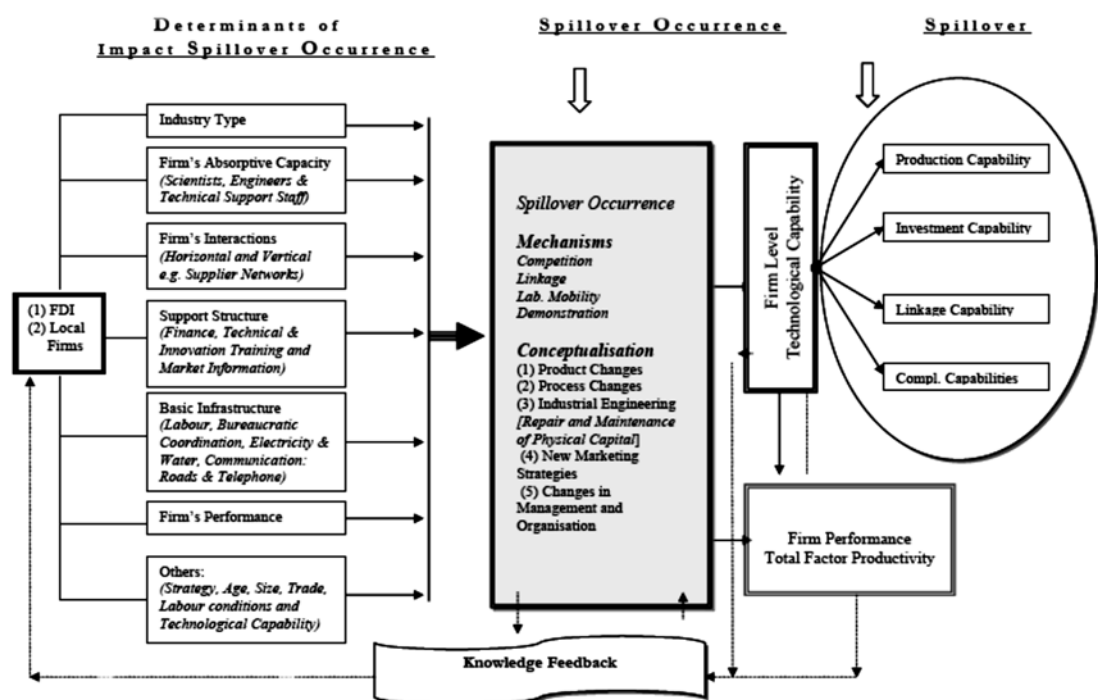 Determinants of
Impact Spillover Occurrence
Spillover Occurrence
Spillover
(1) FDI
(2) Local
Firms
Industry Type
Firm's Absorptive Capacity
(Scientists, Engineers &
Technical Support Staff)
Firm's Interactions
(Horizontal and Vertical
e.g. Supplier Networks)
Support Structure
(Finance, Technical &
Innovation Training and
Market Information)
Basic Infrastructure
(Labour, Bureaucratic
Coordination, Electricity &
Water, Communication:
Roads & Telephone)
Firm's Performance
Others:
(Strategy, Age, Size, Trade,
Labour conditions and
Technological Capability)
Spillover Occurrence
Mechanisms
Competition
Linkage
Lab. Mobility
Demonstration
Conceptualisation
(1) Product Changes
(2) Process Changes
(3) Industrial Engineering
[Repair and Maintenance
of Physical Capital]
(4) New Marketing
Strategies
(5) Changes in
Management and
Organisation
Firm Level
Technological Capability
Production Capability
Investment Capability
Linkage Capability
Compl. Capabilities
Firm Performance
Total Factor Productivity
Knowledge Feedback